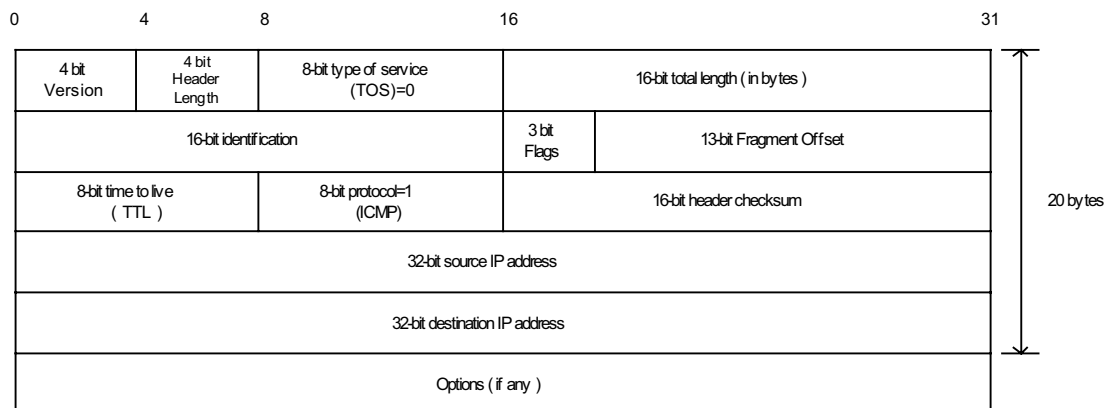 0 4 8 16 31
4 bit
Version
4 bit
Header
Length
8-bit type of service
(TOS)=0
16-bit total length ( in bytes )
16-bit identification
3 bit
Flags
13-bit Fragment Offset
8-bit time to live
( TTL )
8-bit protocol=1
(ICMP)
16-bit header checksum
20 bytes
32-bit source IP address
32-bit destination IP address
Options ( if any )